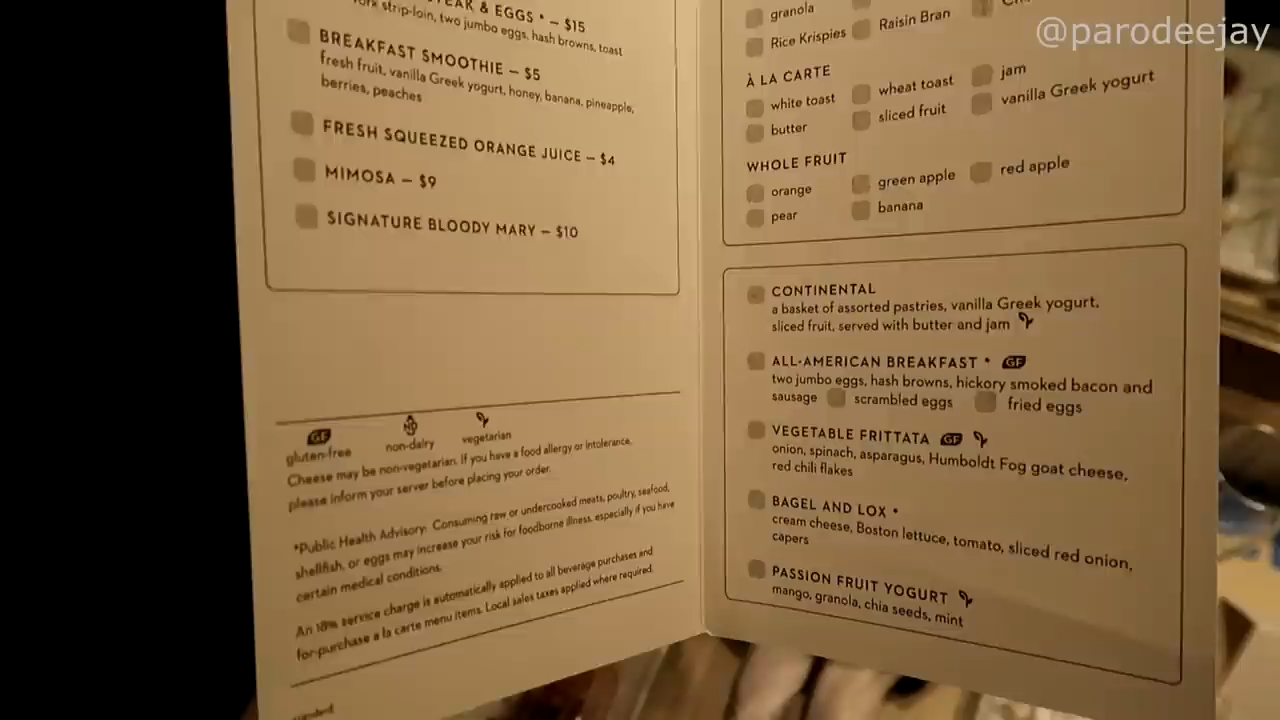 EAK & EGGS * – $15
strip-loin, two jumbo eggs, hash browns, toast
BREAKFAST SMOOTHIE – $5
fresh fruit, vanilla Greek yogurt, honey, banana, pineapple,
berries, peaches
FRESH SQUEEZED ORANGE JUICE – $4
MIMOSA – $9
SIGNATURE BLOODY MARY – $10
GF
ND
gluten-free non-dairy vegetarian
Cheese may be non-vegetarian. If you have a food allergy or intolerance,
please inform your server before placing your order.
*Public Health Advisory: Consuming raw or undercooked meats, poultry, seafood,
shellfish, or eggs may increase your risk for foodborne illness, especially if you have
certain medical conditions.
An 18% service charge is automatically applied to all beverage purchases and
for-purchase a la carte menu items. Local sales taxes applied where required.
granola
Rice Krispies Raisin Bran
À LA CARTE
white toast wheat toast jam
butter sliced fruit vanilla Greek yogurt
WHOLE FRUIT
orange green apple red apple
pear banana
CONTINENTAL
a basket of assorted pastries, vanilla Greek yogurt,
sliced fruit, served with butter and jam
ALL-AMERICAN BREAKFAST * GF
two jumbo eggs, hash browns, hickory smoked bacon and
sausage scrambled eggs fried eggs
VEGETABLE FRITTATA GF
onion, spinach, asparagus, Humboldt Fog goat cheese,
red chili flakes
BAGEL AND LOX *
cream cheese, Boston lettuce, tomato, sliced red onion,
capers
PASSION FRUIT YOGURT
mango, granola, chia seeds, mint
@parodeejay